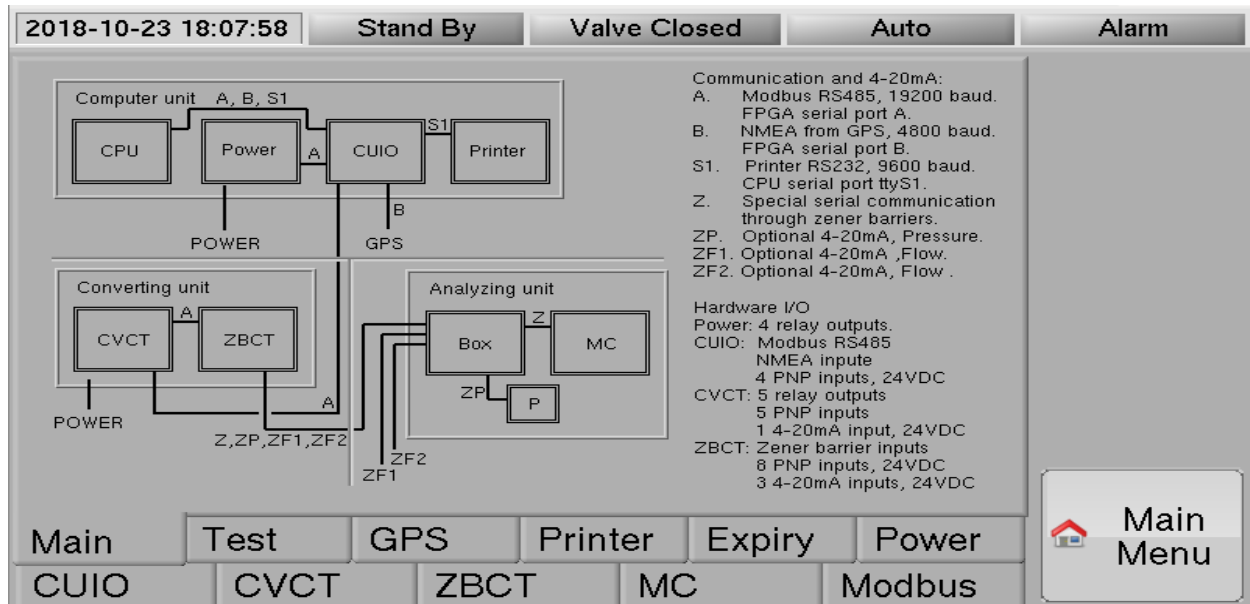 2018-10-23 18:07:58
Stand By
Valve Closed
Auto
Alarm
Computer unit
A, B, S1
CPU
Power
A
CUIO
S1
Printer
B
POWER
GPS
Converting unit
A
CVCT
ZBCT
POWER
A
Z,ZP,ZF1,ZF2
Analyzing unit
Box
Z
MC
ZP
P
ZF2
ZF1
Communication and 4-20mA:
A. Modbus RS485, 19200 baud.
FPGA serial port A.
B. NMEA from GPS, 4800 baud.
FPGA serial port B.
S1. Printer RS232, 9600 baud.
CPU serial port ttyS1.
Z. Special serial communication
through zener barriers.
ZP. Optional 4-20mA, Pressure.
ZF1. Optional 4-20mA ,Flow.
ZF2. Optional 4-20mA, Flow .
Hardware I/O
Power: 4 relay outputs.
CUIO: Modbus RS485
NMEA inpute
4 PNP inputs, 24VDC
CVCT: 5 relay outputs
5 PNP inputs
1 4-20mA input, 24VDC
ZBCT: Zener barrier inputs
8 PNP inputs, 24VDC
3 4-20mA inputs, 24VDC
Main
Test
GPS
Printer
Expiry
Power
CUIO
CVCT
ZBCT
MC
Modbus
Main
Menu